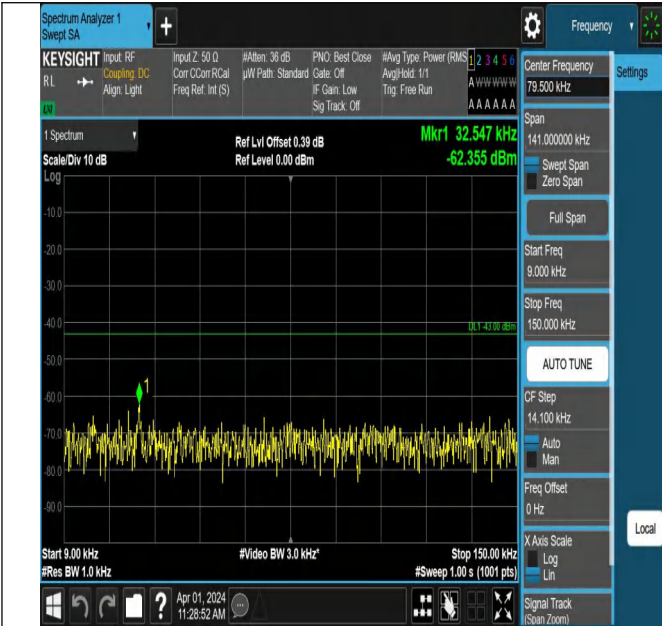 Spectrum Analyzer 1
Swept SA
+
Frequency
KEYSIGHT
RL
Input: RF
Coupling: DC
Align: Light
Input Z: 50 Ω
Corr CCorr RCal
Freq Ref: Int (S)
#Atten: 36 dB
µW Path: Standard
PNO: Best Close
Gate: Off
IF Gain: Low
Sig Track: Off
#Avg Type: Power (RMS
Avg|Hold: 1/1
Trig: Free Run
1 2 3 4 5 6
A W W W W W
A A A A A A
1 Spectrum
Scale/Div 10 dB
Log
Ref Lvl Offset 0.39 dB
Ref Level 0.00 dBm
Mkr1 32.547 kHz
-62.355 dBm
-10.0
-20.0
-30.0
-40.0
DL1 -43.00 dBm
-50.0
1
-60.0
-70.0
-80.0
-90.0
Start 9.00 kHz
#Res BW 1.0 kHz
#Video BW 3.0 kHz*
Stop 150.00 kHz
#Sweep 1.00 s (1001 pts)
?
Apr 01, 2024
11:28:52 AM
Center Frequency
79.500 kHz
Span
141.000000 kHz
Swept Span
Zero Span
Full Span
Start Freq
9.000 kHz
Stop Freq
150.000 kHz
AUTO TUNE
CF Step
14.100 kHz
Auto
Man
Freq Offset
0 Hz
X Axis Scale
Log
Lin
Signal Track
(Span Zoom)
Settings
Local